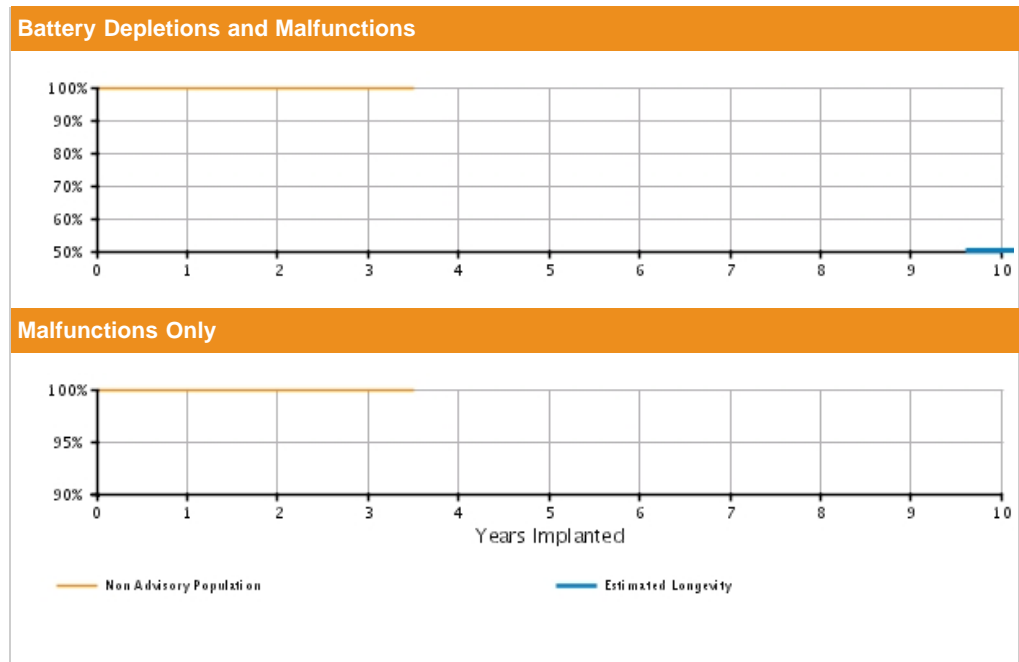 Battery Depletions and Malfunctions
100%
90%
80%
70%
60%
50%
0 1 2 3 4 5 6 7 8 9 10
Malfunctions Only
100%
95%
90%
0 1 2 3 4 5 6 7 8 9 10
Years Implanted
Non Advisory Population Estimated Longevity